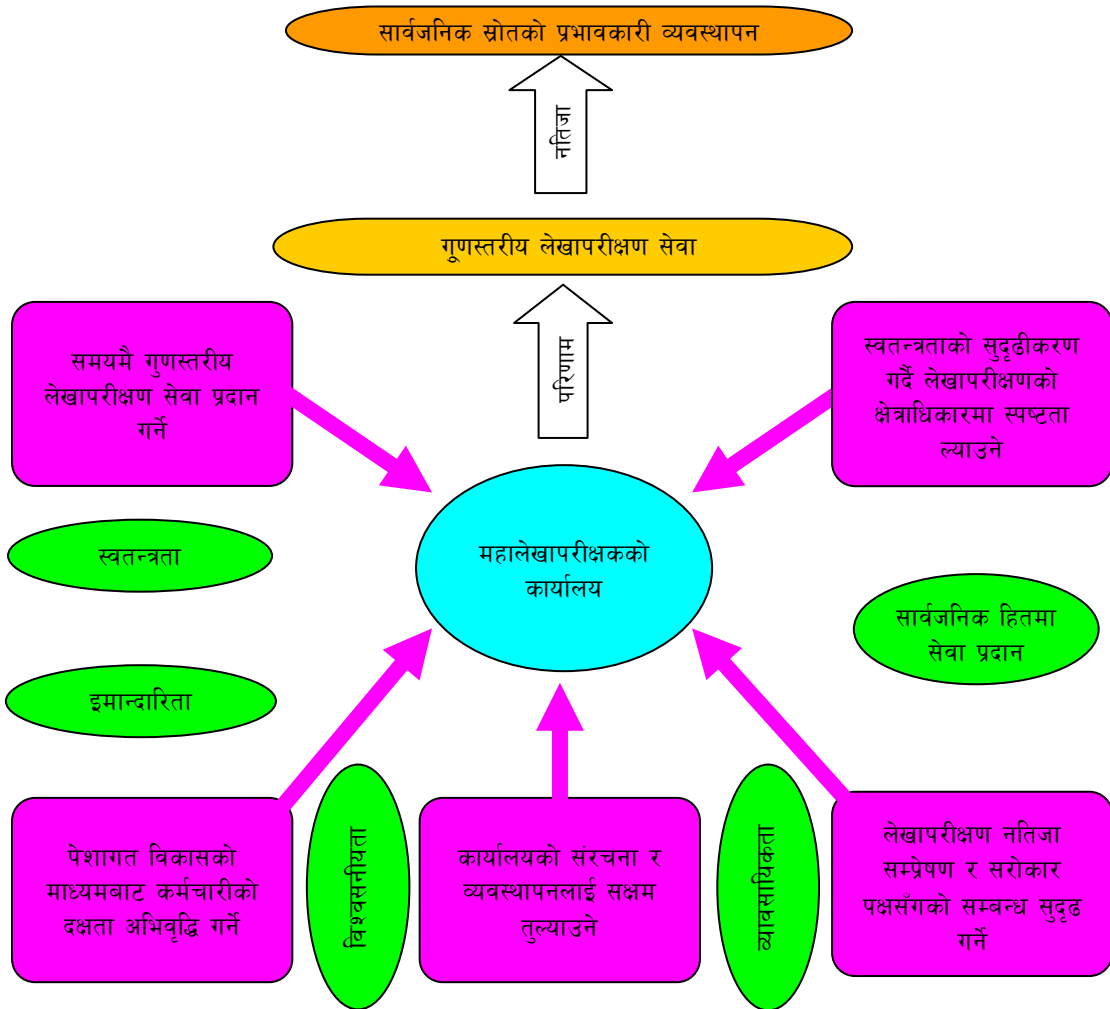 सार्वजनिक स्रोतको प्रभावकारी व्यवस्थापन
नतिजा
गूणस्तरीय लेखापरीक्षण सेवा
परिणाम
समयमै गुणस्तरीय
लेखापरीक्षण सेवा प्रदान
गर्ने
स्वतन्त्रताको सुदृढीकरण
गर्दै लेखापरीक्षणको
क्षेत्राधिकारमा स्पष्टता
ल्याउने
स्वतन्त्रता
महालेखापरीक्षकको
कार्यालय
सार्वजनिक हितमा
सेवा प्रदान
इमान्दारिता
पेशागत विकासको
माध्यमबाट कर्मचारीको
दक्षता अभिवृद्धि गर्ने
विश्वसनीयता
कार्यालयको संरचना र
व्यवस्थापनलाई सक्षम
तुल्याउने
व्यावसायिकता
लेखापरीक्षण नतिजा
सम्प्रेषण र सरोकार
पक्षसँगको सम्बन्ध सुदृढ
गर्ने